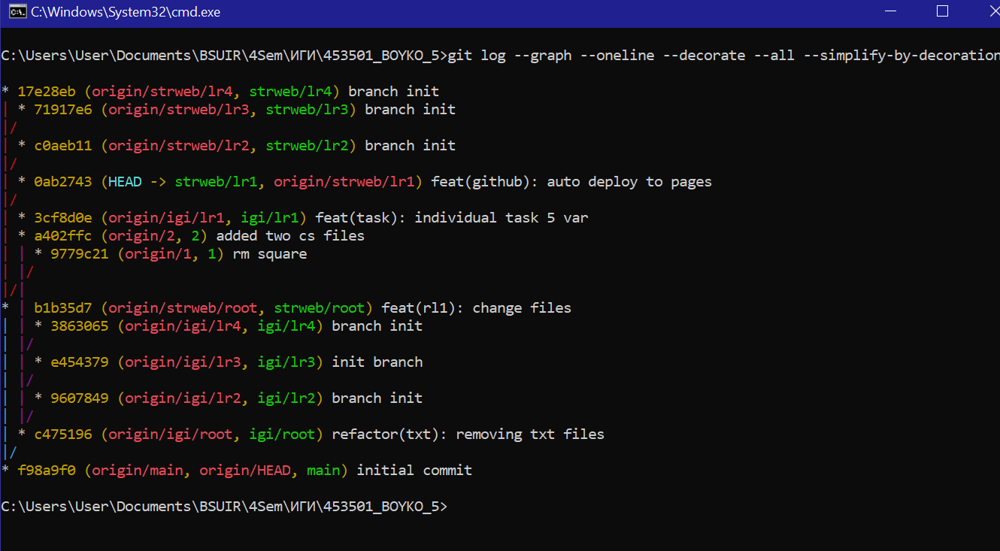 C:\Windows\System32\cmd.exe
C:\Users\User\Documents\BSUIR\4Sem\ИГИ\453501_BOYKO_5>git log --graph --oneline --decorate --all --simplify-by-decoration
* 17e28eb (origin/strweb/lr4, strweb/lr4) branch init
| * 71917e6 (origin/strweb/lr3, strweb/lr3) branch init
|/
| * c0aeb11 (origin/strweb/lr2, strweb/lr2) branch init
|/
| * 0ab2743 (HEAD -> strweb/lr1, origin/strweb/lr1) feat(github): auto deploy to pages
|/
| * 3cf8d0e (origin/igi/lr1, igi/lr1) feat(task): individual task 5 var
| * a402ffc (origin/2, 2) added two cs files
| | * 9779c21 (origin/1, 1) rm square
| |/
|/|
* | b1b35d7 (origin/strweb/root, strweb/root) feat(rl1): change files
| | * 3863065 (origin/igi/lr4, igi/lr4) branch init
| |/
| | * e454379 (origin/igi/lr3, igi/lr3) init branch
| |/
| | * 9607849 (origin/igi/lr2, igi/lr2) branch init
| |/
| * c475196 (origin/igi/root, igi/root) refactor(txt): removing txt files
|/
* f98a9f0 (origin/main, origin/HEAD, main) initial commit
C:\Users\User\Documents\BSUIR\4Sem\ИГИ\453501_BOYKO_5>